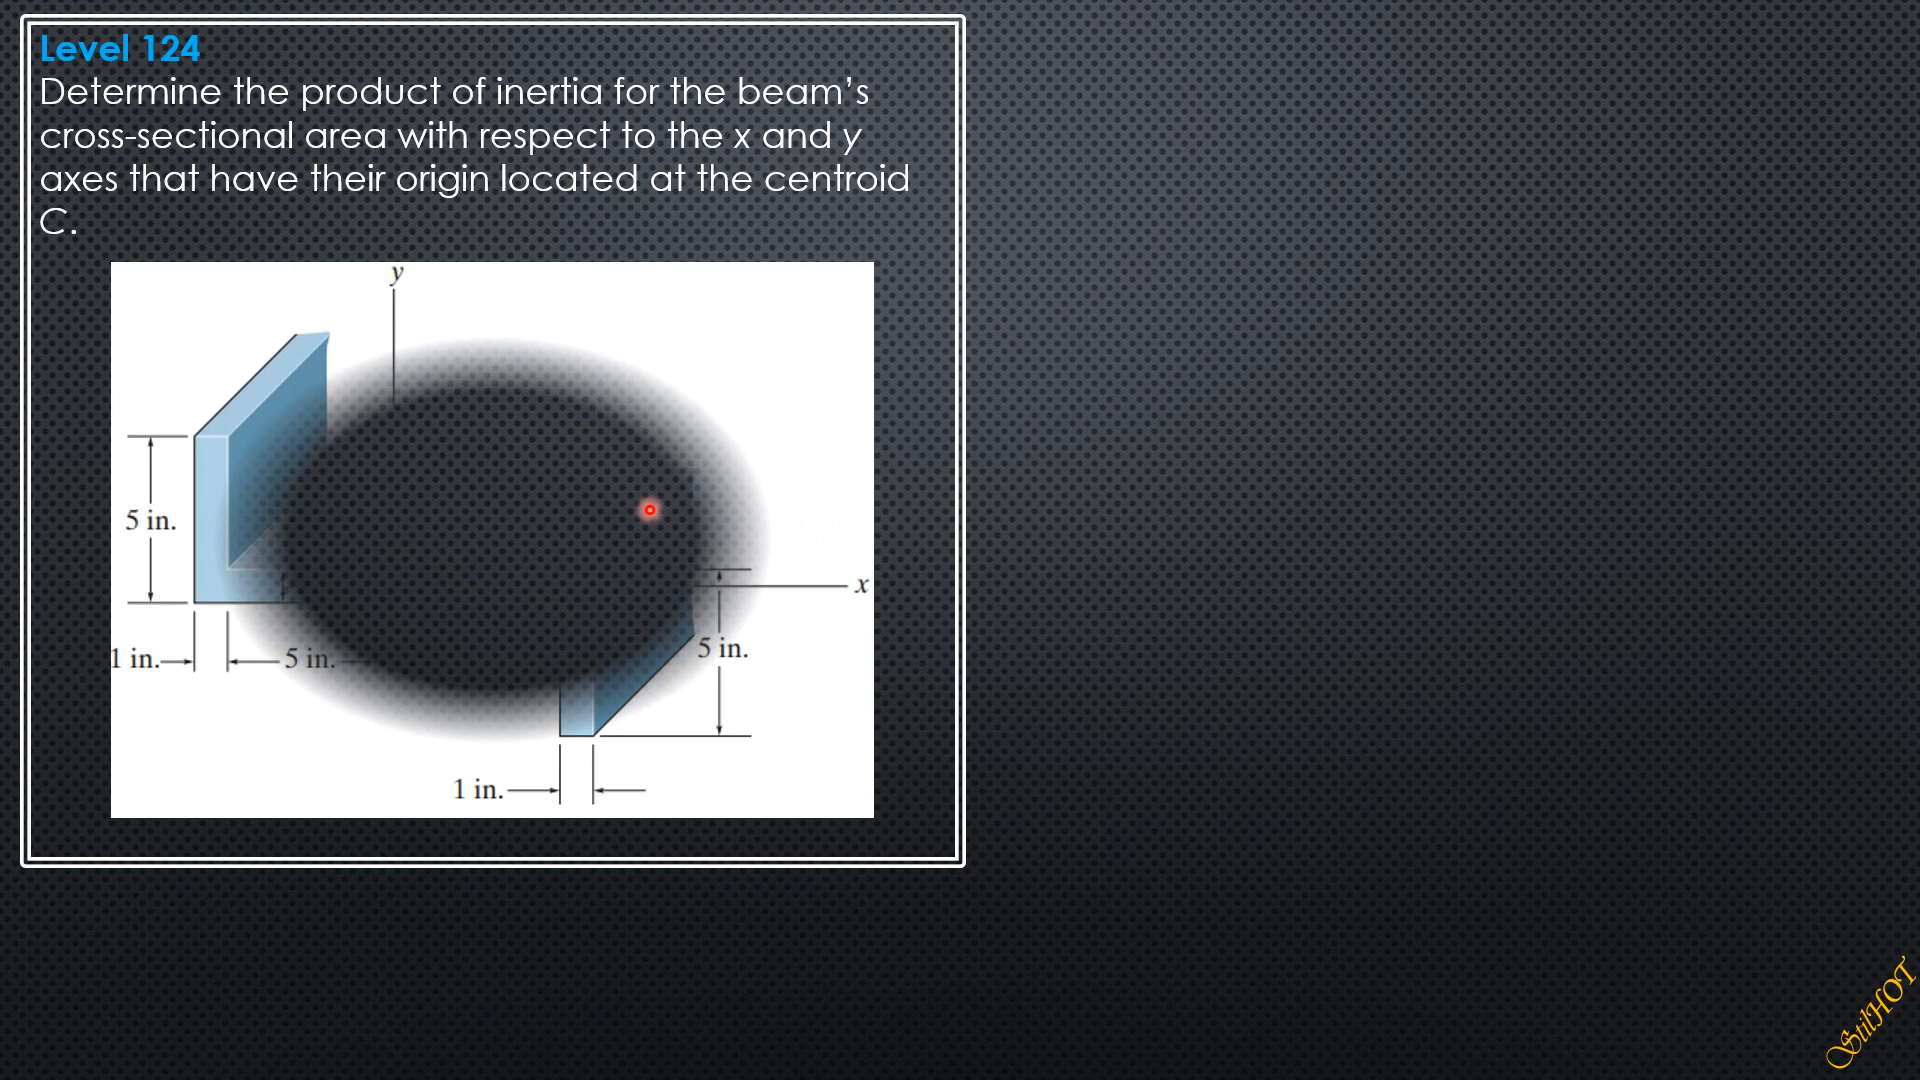 Level 124
Determine the product of inertia for the beam’s
cross-sectional area with respect to the x and y
axes that have their origin located at the centroid
C.
y
5 in.
x
5 in.
1 in.
5 in.
1 in.
StilHOT